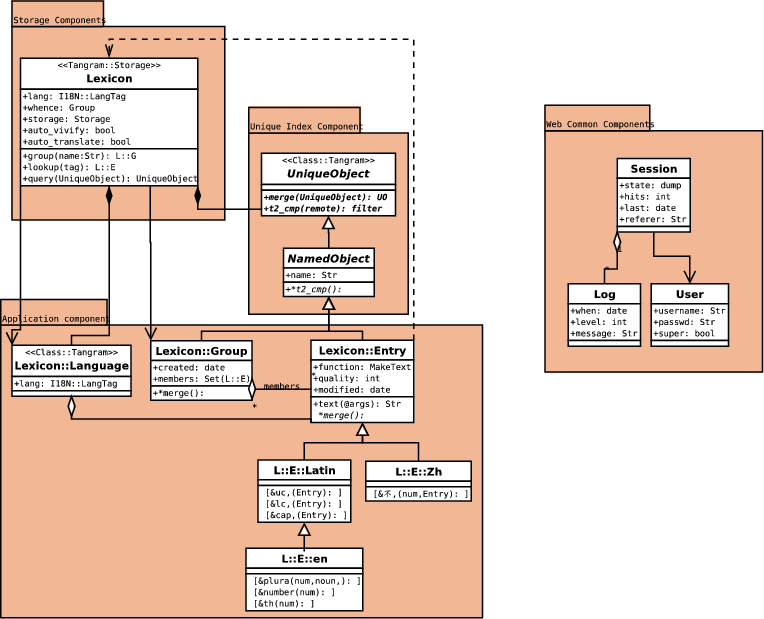 Storage Components
<<Tangram::Storage>>
Lexicon
+lang: I18N::LangTag
+whence: Group
+storage: Storage
+auto_vivify: bool
+auto_translate: bool
+group(name:Str): L::G
+lookup(tag): L::E
+query(UniqueObject): UniqueObject
Unique Index Component
<<Class::Tangram>>
UniqueObject
+merge(UniqueObject): UO
+t2_cmp(remote): filter
NamedObject
+name: Str
+*t2_cmp():
Web Common Components
Session
+state: dump
+hits: int
+last: date
+referer: Str
1
*
Log
+when: date
+level: int
+message: Str
User
+username: Str
+passwd: Str
+super: bool
Application component
<<Class::Tangram>>
Lexicon::Language
+lang: I18N::LangTag
Lexicon::Group
+created: date
+members: Set(L::E)
+*merge():
members
*
*
Lexicon::Entry
+function: MakeText
+quality: int
+modified: date
+text(@args): Str
*merge():
L::E::Latin
[&uc,(Entry): ]
[&lc,(Entry): ]
[&cap,(Entry): ]
L::E::Zh
[&不,(num,Entry): ]
L::E::en
[&plura(num,noun,): ]
[&number(num): ]
[&th(num): ]